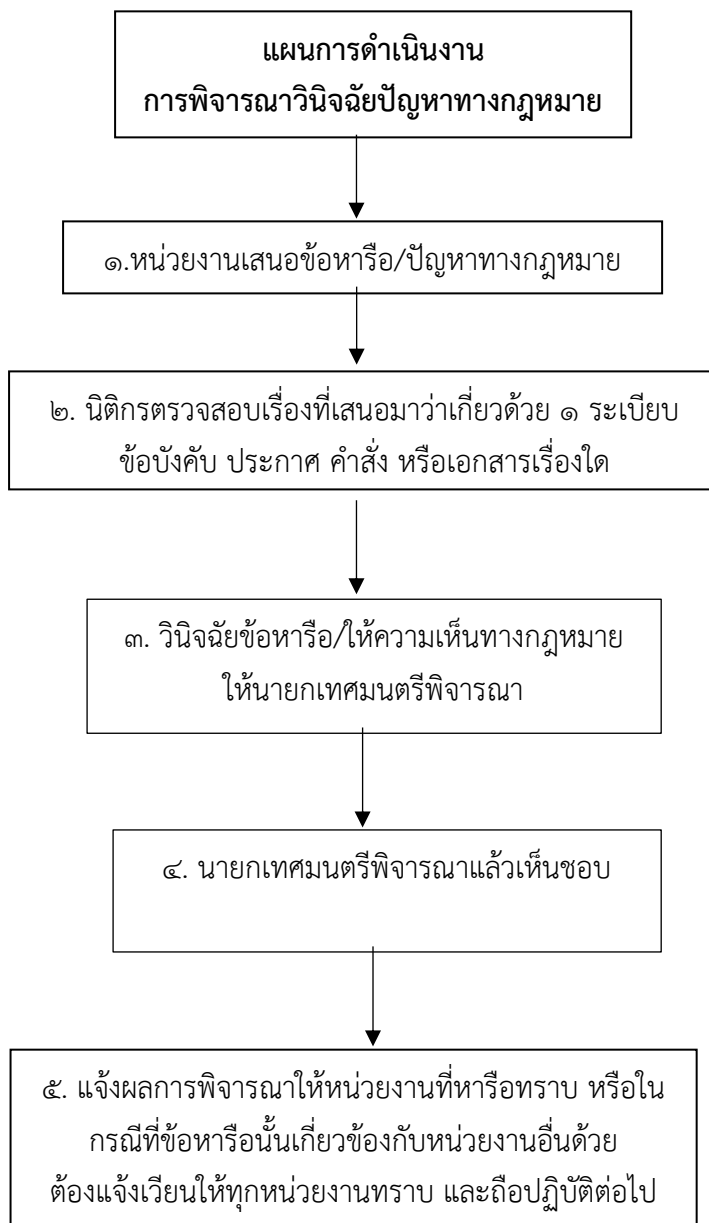 แผนการดำเนินงาน
การพิจารณาวินิจฉัยปัญหาทางกฎหมาย
๑.หน่วยงานเสนอข้อหารือ/ปัญหาทางกฎหมาย
๒. นิติกรตรวจสอบเรื่องที่เสนอมาว่าเกี่ยวด้วย ๑ ระเบียบ
ข้อบังคับ ประกาศ คำสั่ง หรือเอกสารเรื่องใด
๓. วินิจฉัยข้อหารือ/ให้ความเห็นทางกฎหมาย
ให้นายกเทศมนตรีพิจารณา
๔. นายกเทศมนตรีพิจารณาแล้วเห็นชอบ
๕. แจ้งผลการพิจารณาให้หน่วยงานที่หารือทราบ หรือใน
กรณีที่ข้อหารือนั้นเกี่ยวข้องกับหน่วยงานอื่นด้วย
ต้องแจ้งเวียนให้ทุกหน่วยงานทราบ และถือปฏิบัติต่อไป